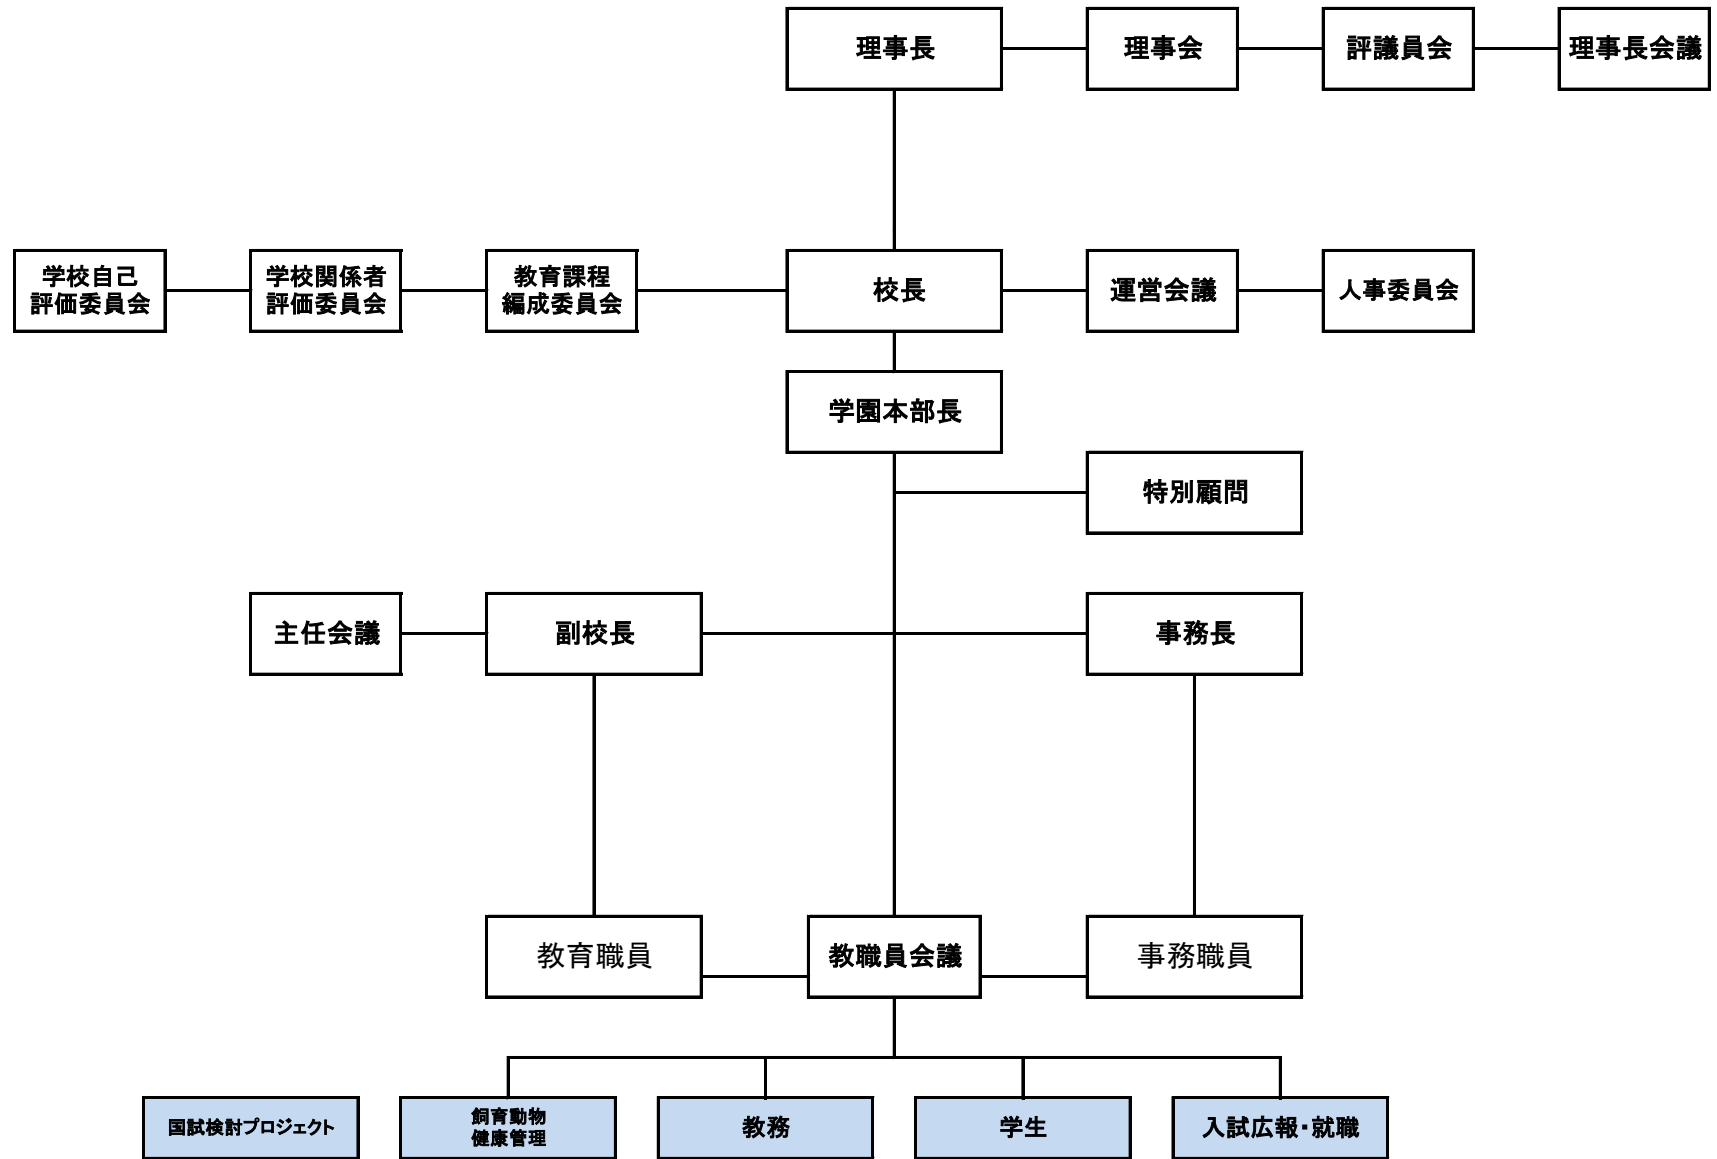 理事長
理事会
評議員会
理事長会議
学校自己
評価委員会
学校関係者
評価委員会
教育課程
編成委員会
校長
運営会議
人事委員会
学園本部長
特別顧問
主任会議
副校長
事務長
教育職員
教職員会議
事務職員
国試検討プロジェクト
飼育動物
健康管理
教務
学生
入試広報・就職